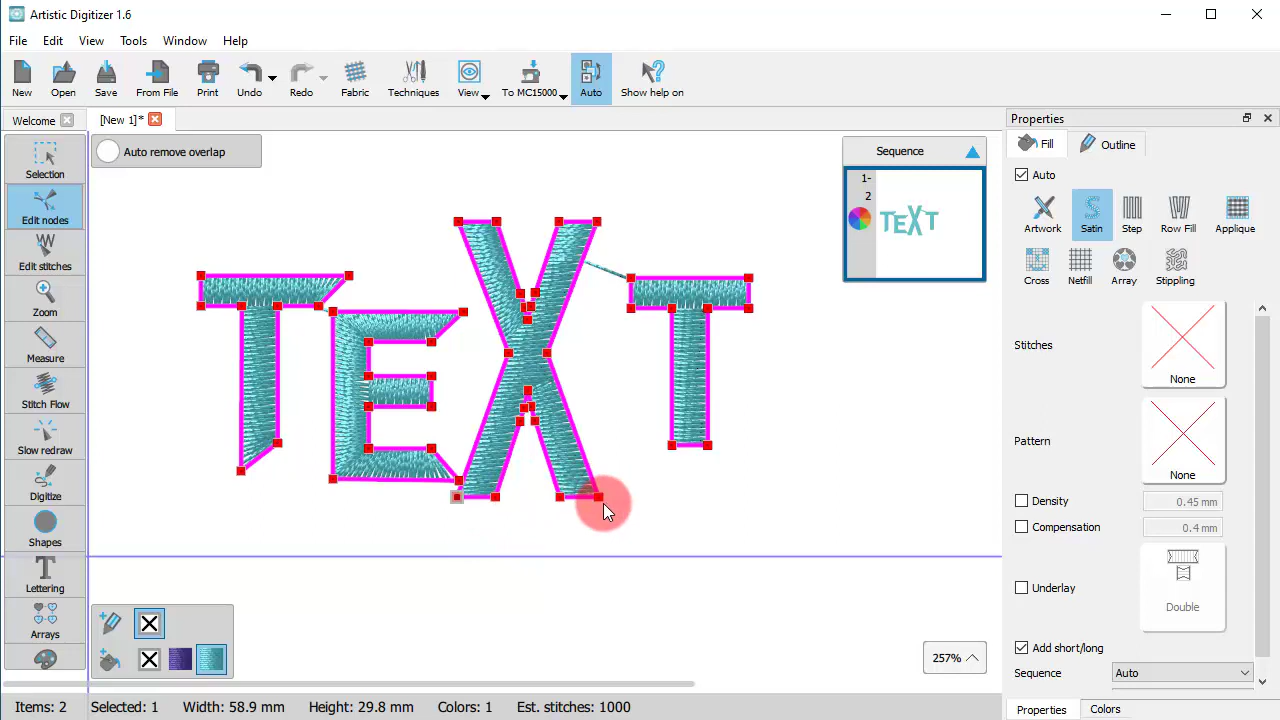 Artistic Digitizer 1.6
File Edit View Tools Window Help
New Open Save From File Print Undo Redo Fabric Techniques View To MC15000 Auto Show help on
Welcome [New 1]*
Properties
Auto remove overlap
Sequence
1-
2
TEXT
Fill Outline
Auto
Artwork Satin Step Row Fill Applique
Cross Netfill Array Stippling
Stitches
None
Pattern
None
Density 0.45 mm
Compensation 0.4 mm
Underlay
Double
Add short/long
Sequence Auto
Properties Colors
Selection
Edit nodes
Edit stitches
Zoom
Measure
Stitch Flow
Slow redraw
Digitize
Shapes
Lettering
Arrays
TEXT
257%
Items: 2 Selected: 1 Width: 58.9 mm Height: 29.8 mm Colors: 1 Est. stitches: 1000